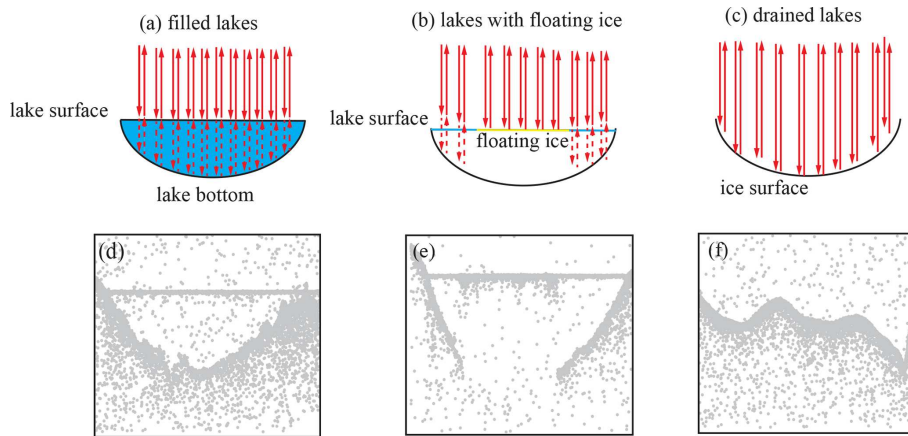 (a) filled lakes
(b) lakes with floating ice
(c) drained lakes
lake surface
lake bottom
lake surface
floating ice
ice surface
(d)
(e)
(f)